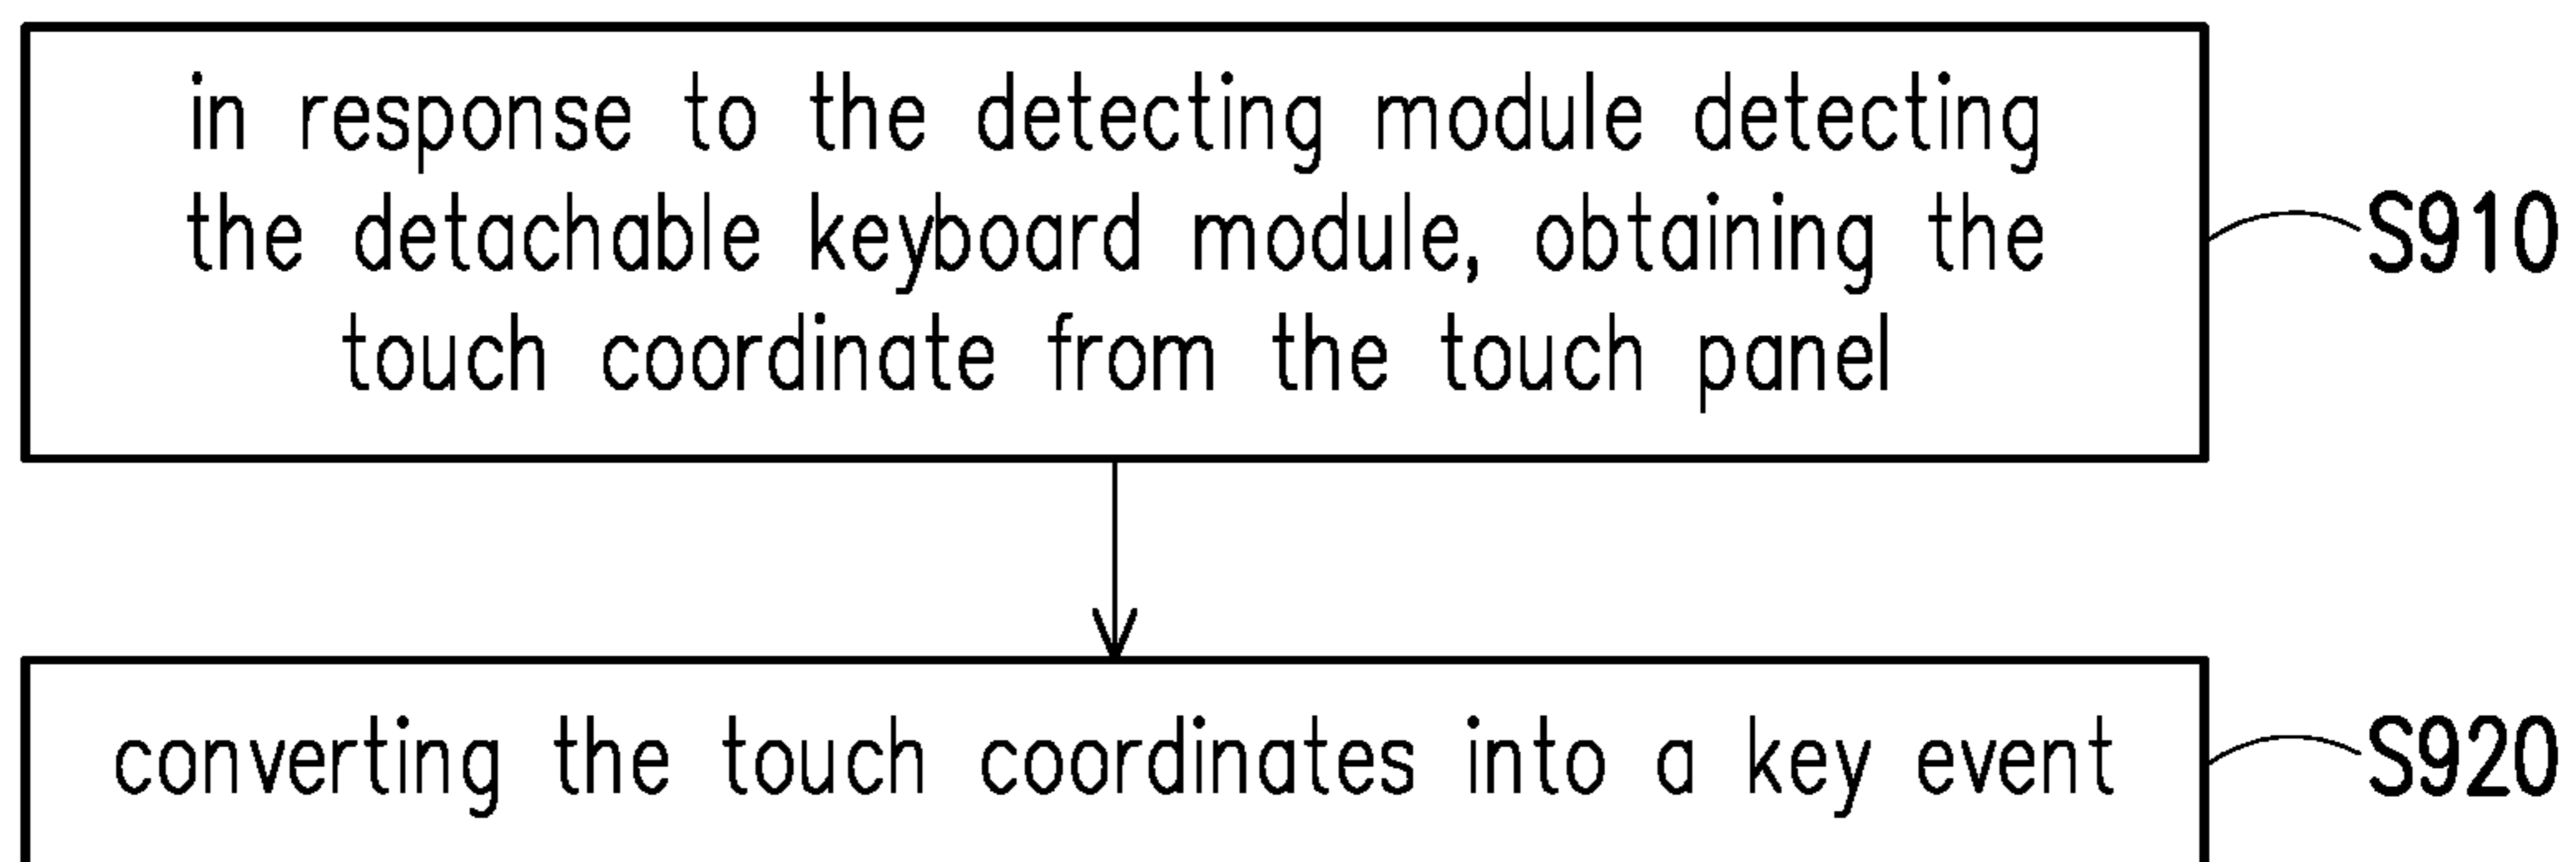 in response to the detecting module detecting
the detachable keyboard module, obtaining the
touch coordinate from the touch panel
S910
converting the touch coordinates into a key event
S920